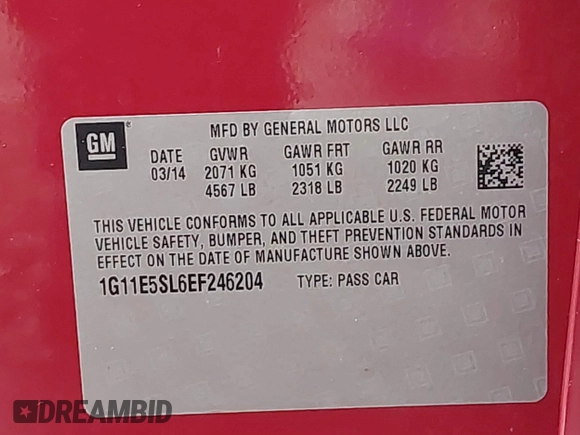 GM
®
MFD BY GENERAL MOTORS LLC
DATE GVWR GAWR FRT GAWR RR
03/14 2071 KG 1051 KG 1020 KG
4567 LB 2318 LB 2249 LB
THIS VEHICLE CONFORMS TO ALL APPLICABLE U.S. FEDERAL MOTOR
VEHICLE SAFETY, BUMPER, AND THEFT PREVENTION STANDARDS IN
EFFECT ON THE DATE OF MANUFACTURE SHOWN ABOVE.
1G11E5SL6EF246204 TYPE: PASS CAR
DREAMBID